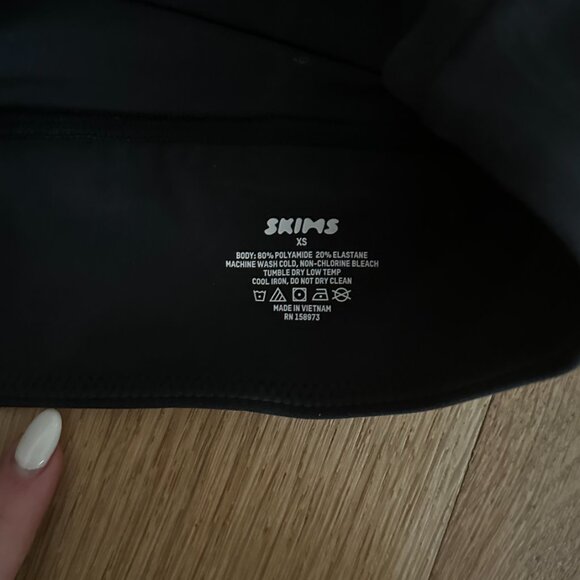 SKIMS
XS
BODY: 80% POLYAMIDE 20% ELASTANE
MACHINE WASH COLD, NON-CHLORINE BLEACH
TUMBLE DRY LOW TEMP
COOL IRON, DO NOT DRY CLEAN
MADE IN VIETNAM
RN 158973